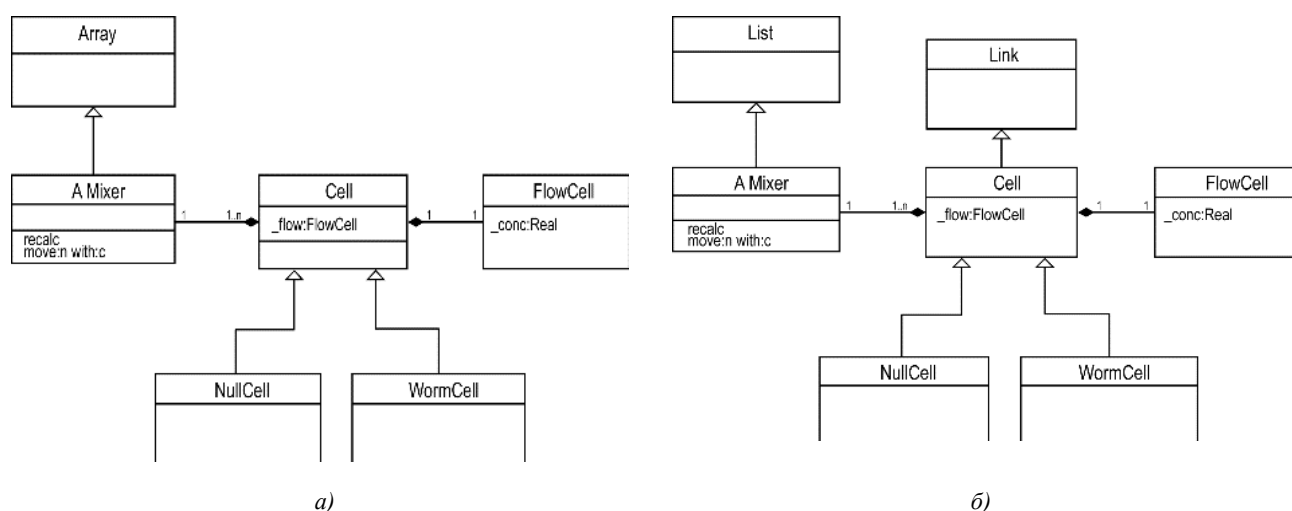 Array
A Mixer
recalc
move:n with:c
1
1..n
Cell
_flow:FlowCell
1
1
FlowCell
_conc:Real
NullCell
WormCell
а)
List
Link
A Mixer
recalc
move:n with:c
1
1..n
Cell
_flow:FlowCell
1
1
FlowCell
_conc:Real
NullCell
WormCell
б)